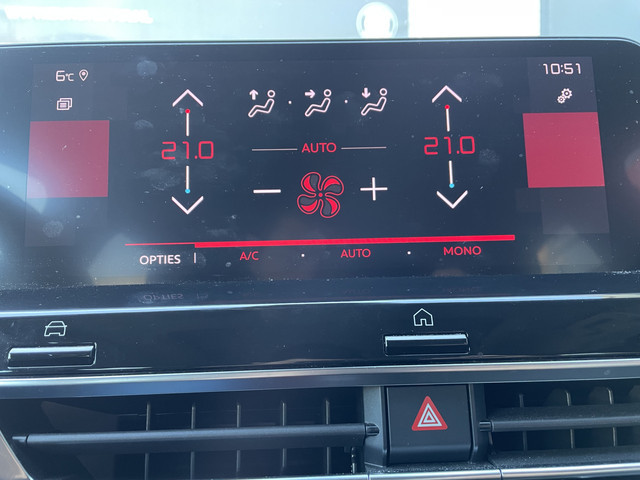 6°C 10:51
21.0 AUTO 21.0
OPTIES | A/C · AUTO · MONO